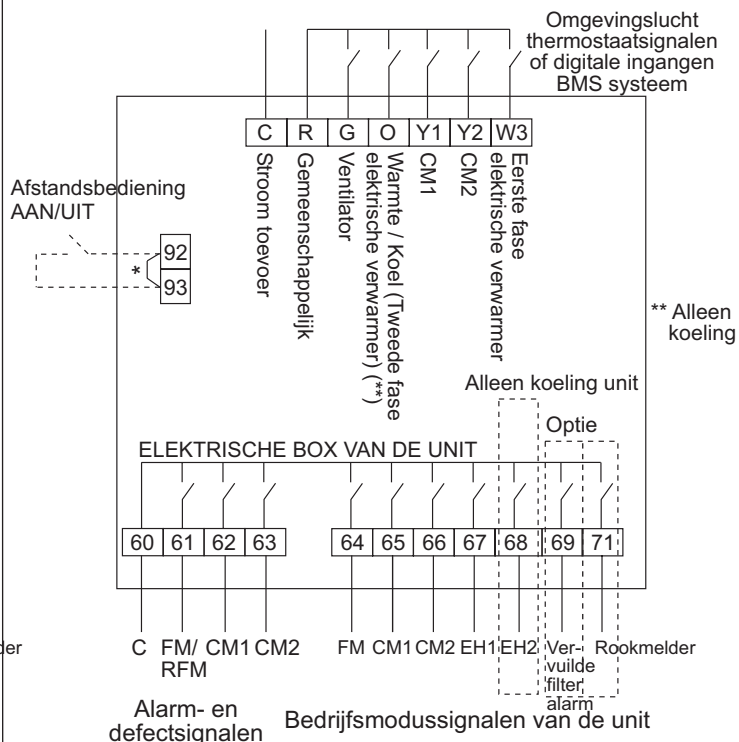 Omgevingslucht
thermostaatsignalen
of digitale ingangen
BMS systeem
C R G O Y1 Y2 W3
Stroom toevoer
Gemeenschappelijk
Ventilator
Warmte / Koel (Tweede fase
elektrische verwarmer) (**)
CM1
CM2
Eerste fase
elektrische verwarmer
Afstandsbediening
AAN/UIT
92
*
93
** Alleen
koeling
Alleen koeling unit
Optie
ELEKTRISCHE BOX VAN DE UNIT
60 61 62 63 64 65 66 67 68 69 71
der
C FM/ CM1 CM2 FM CM1 CM2 EH1 EH2 Ver- Rookmelder
RFM
vuilde
filter
alarm
Alarm- en
defectsignalen
Bedrijfsmodussignalen van de unit